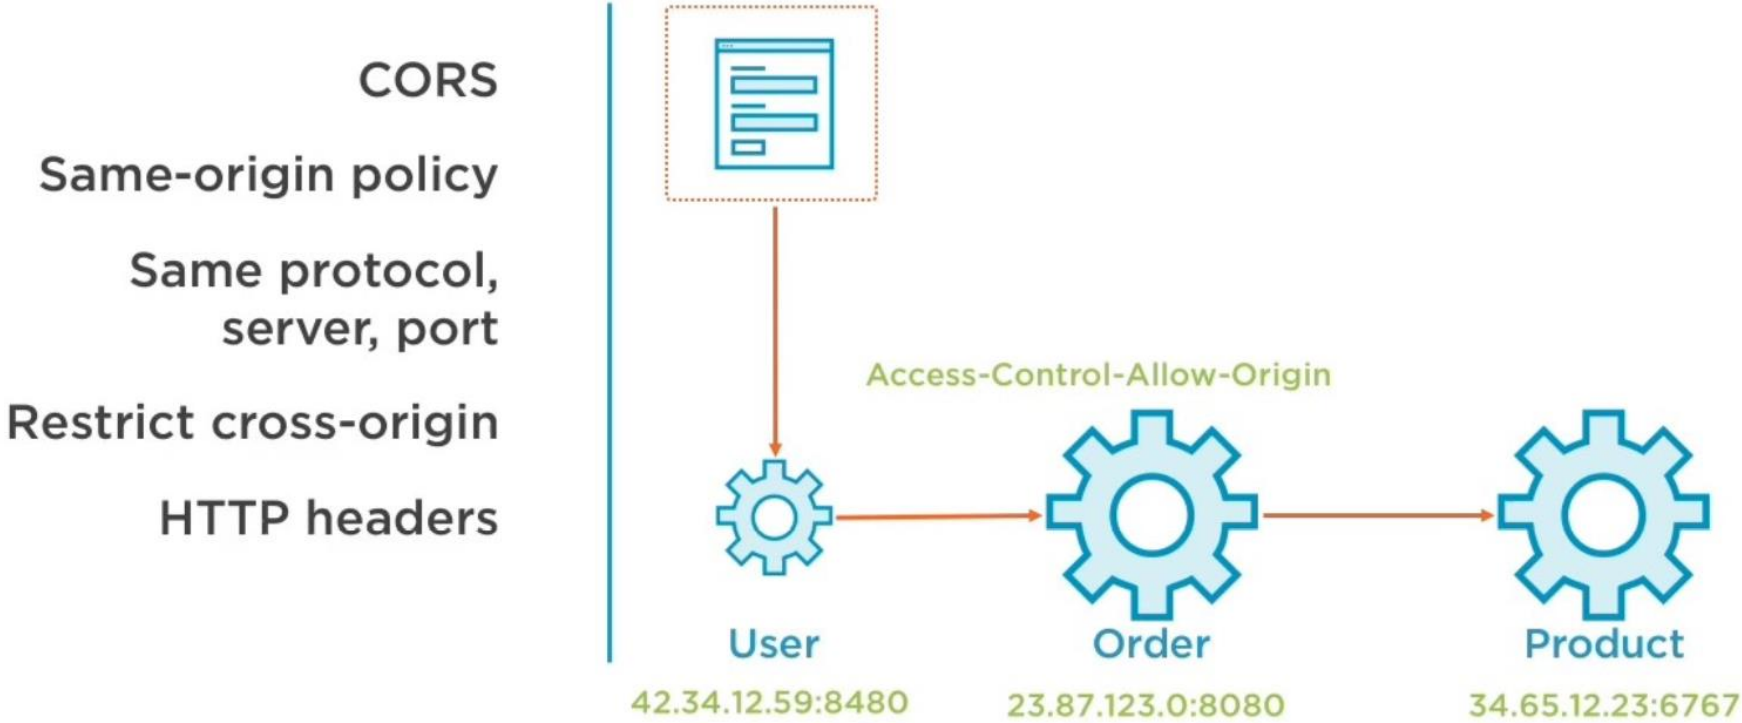 CORS
Same-origin policy
Same protocol,
server, port
Restrict cross-origin
HTTP headers
Access-Control-Allow-Origin
User
Order
Product
42.34.12.59:8480
23.87.123.0:8080
34.65.12.23:6767